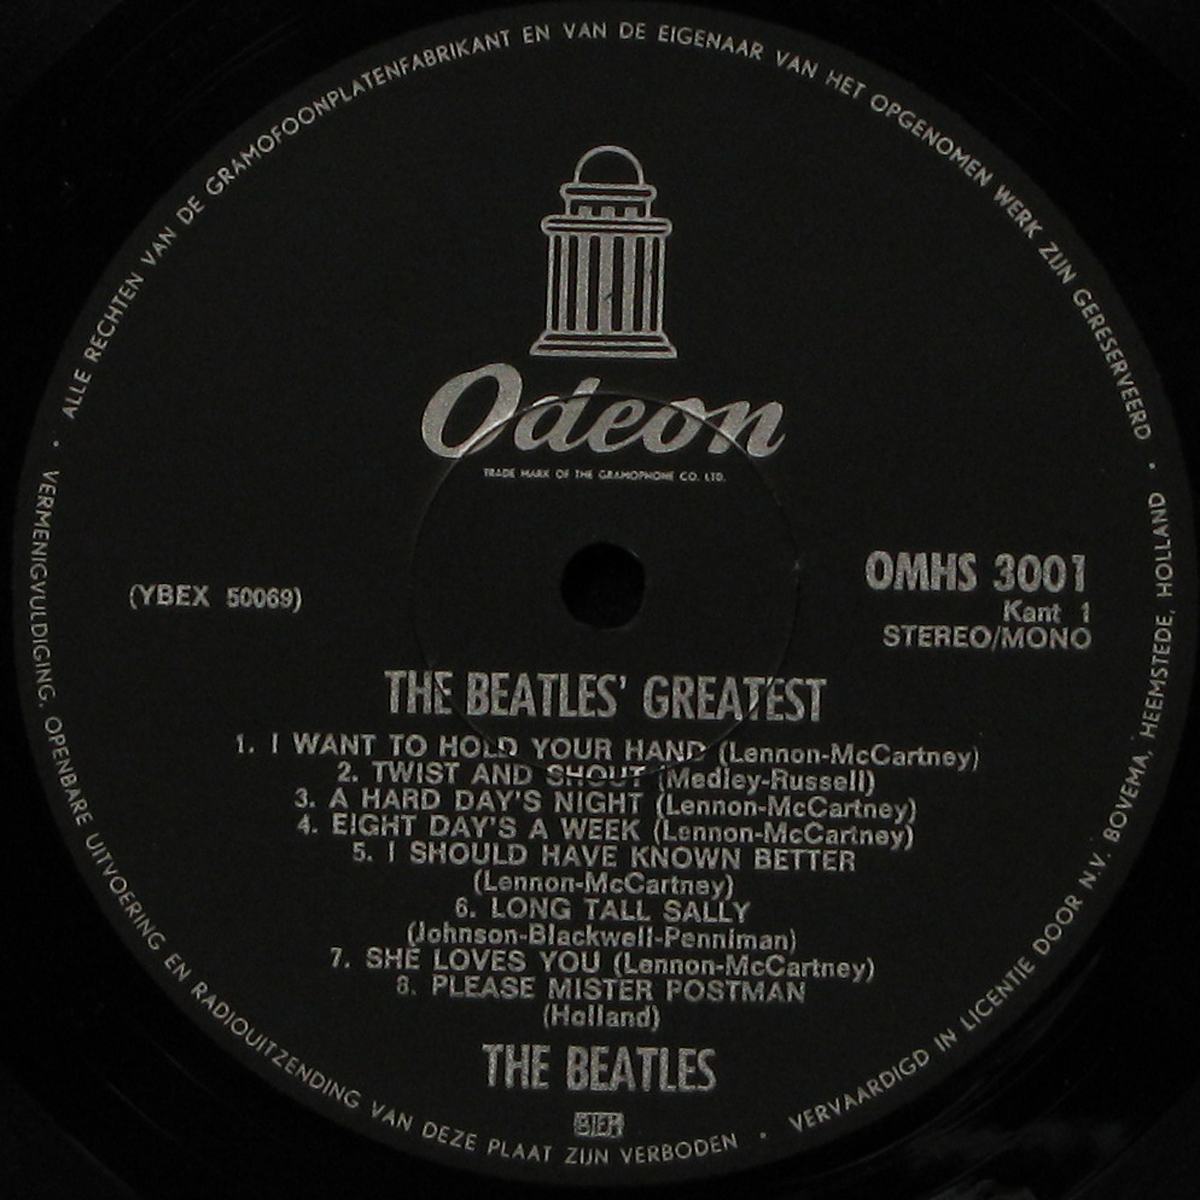 ALLE RECHTEN VAN DE GRAMOFOONPLATENFABRIKANT EN VAN DE EIGENAAR VAN HET OPGENOMEN WERK ZIJN GERESERVEERD •
Odeon
TRADE MARK OF THE GRAMOPHONE CO. LTD.
(YBEX 50069)
OMHS 3001
Kant 1
STEREO/MONO
THE BEATLES' GREATEST
1. I WANT TO HOLD YOUR HAND (Lennon-McCartney)
2. TWIST AND SHOUT (Medley-Russell)
3. A HARD DAY'S NIGHT (Lennon-McCartney)
4. EIGHT DAY'S A WEEK (Lennon-McCartney)
5. I SHOULD HAVE KNOWN BETTER
(Lennon-McCartney)
6. LONG TALL SALLY
(Johnson-Blackwell-Penniman)
7. SHE LOVES YOU (Lennon-McCartney)
8. PLEASE MISTER POSTMAN
(Holland)
THE BEATLES
BIEM
VERMENIGVULDIGING, OPENBARE UITVOERING EN RADIOUITZENDING VAN DEZE PLAAT ZIJN VERBODEN •
VERVAARDIGD IN LICENTIE DOOR N.V. BOVEMA, HEEMSTEDE, HOLLAND •